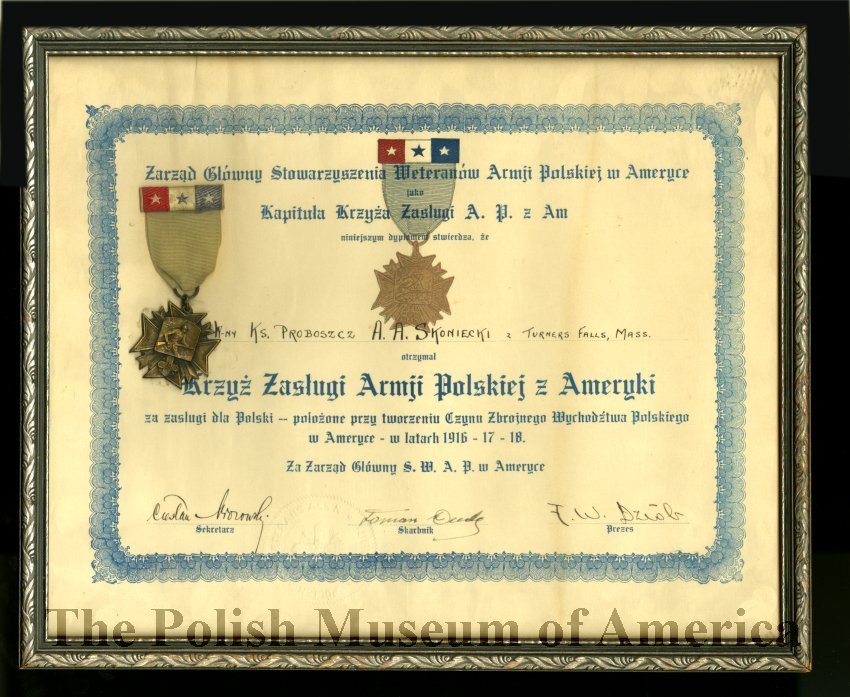 Zarząd Główny Stowarzyszenia Weteranów Armji Polskiej w Ameryce
jako
Kapituła Krzyża Zasługi A. P. z Am
niniejszym dyplomem stwierdza, że
K-ny Ks. Proboszcz A. A. Skoniecki z Turners Falls, Mass.
otrzymał
Krzyż Zasługi Armji Polskiej z Ameryki
za zasługi dla Polski -- położone przy tworzeniu Czynu Zbrojnego Wychodźtwa Polskiego
w Ameryce - w latach 1916 - 17 - 18.
Za Zarząd Główny S. W. A. P. w Ameryce
F. W. Dziób
Sekretarz Skarbnik Prezes
The Polish Museum of America